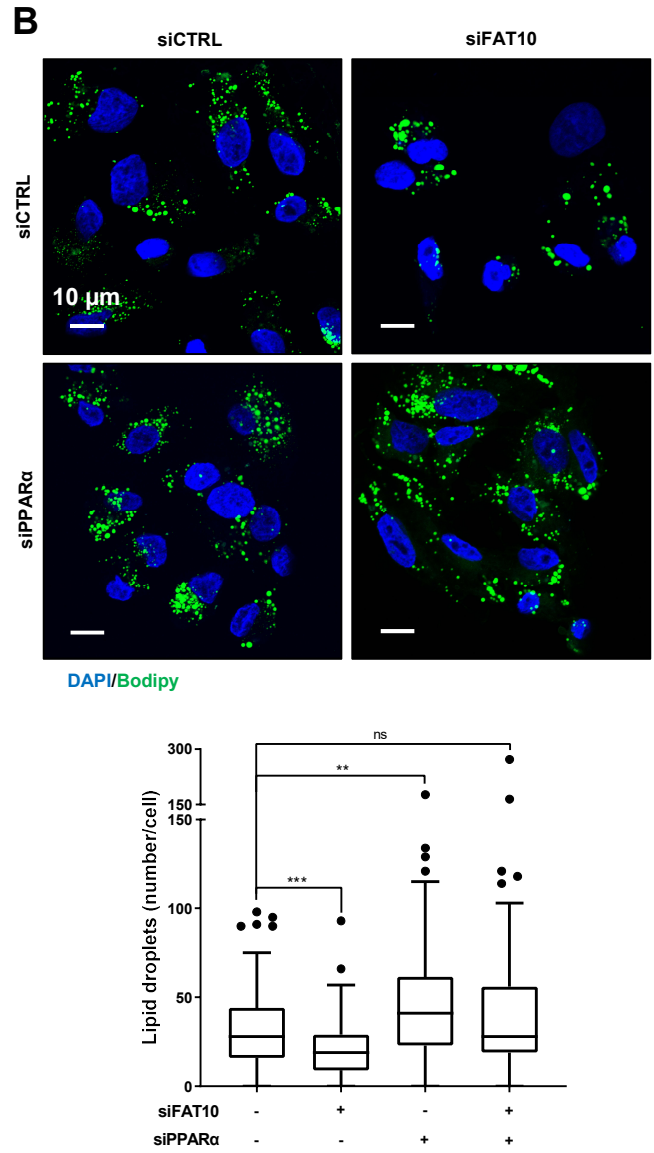 B
siCTRL siFAT10
siCTRL
10 μm
siPPARα
DAPI/Bodipy
Lipid droplets (number/cell)
300
150
150
100
50
0
ns
**
***
siFAT10 - + - +
siPPARα - - + +